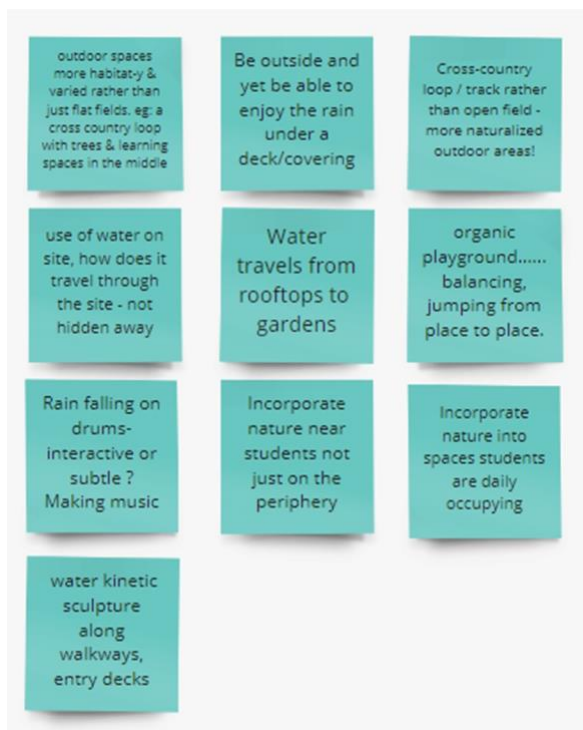 outdoor spaces
more habitat-y &
varied rather than
just flat fields. eg: a
cross country loop
with trees & learning
spaces in the middle
Be outside and
yet be able to
enjoy the rain
under a
deck/covering
Cross-country
loop / track rather
than open field -
more naturalized
outdoor areas!
use of water on
site, how does it
travel through
the site - not
hidden away
Water
travels from
rooftops to
gardens
organic
playground......
balancing,
jumping from
place to place.
Rain falling on
drums-
interactive or
subtle ?
Making music
Incorporate
nature near
students not
just on the
periphery
Incorporate
nature into
spaces students
are daily
occupying
water kinetic
sculpture
along
walkways,
entry decks